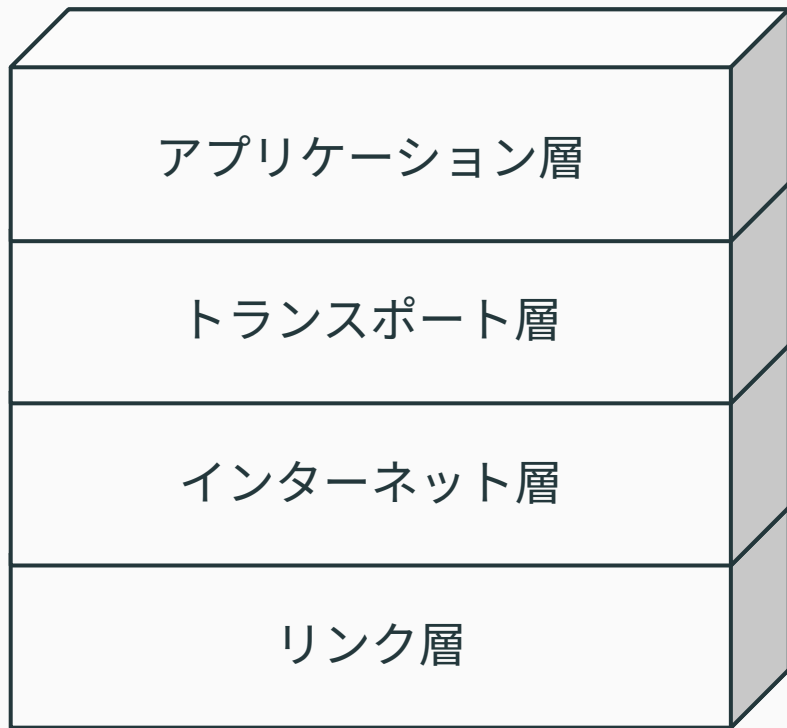 アプリケーション層
トランスポート層
インターネット層
リンク層